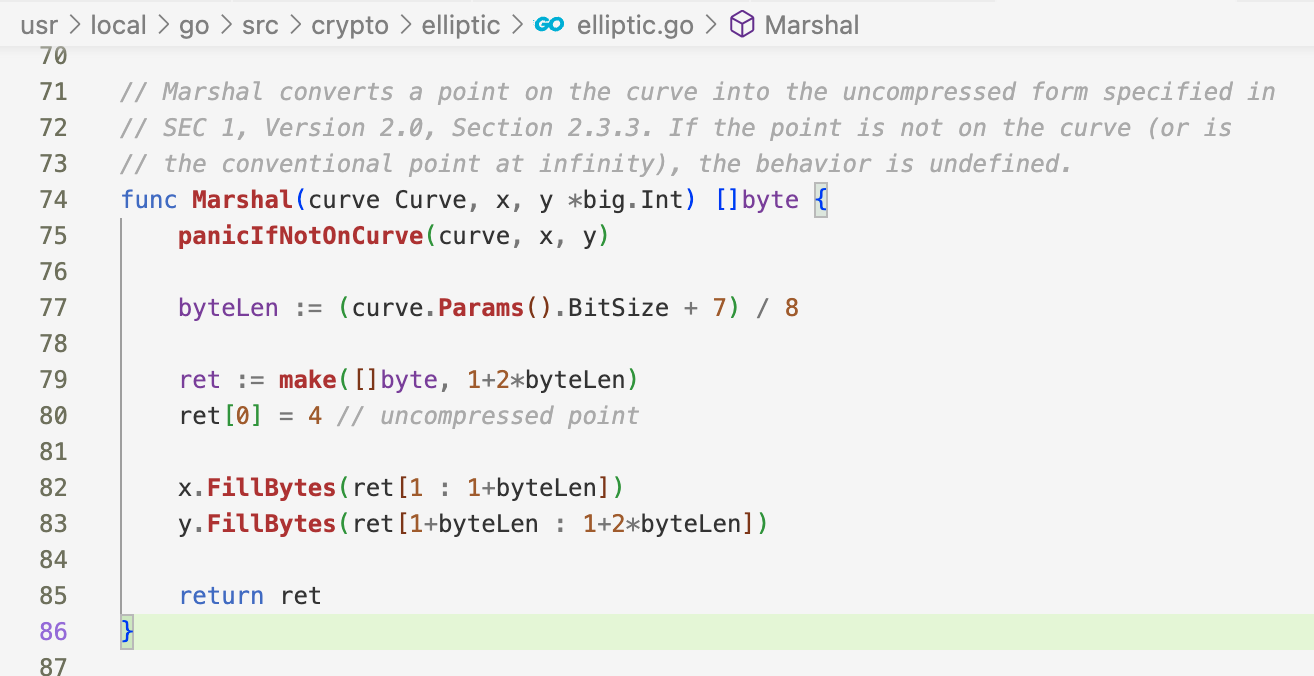 usr > local > go > src > crypto > elliptic > GO elliptic.go > Marshal
70
71 // Marshal converts a point on the curve into the uncompressed form specified in
72 // SEC 1, Version 2.0, Section 2.3.3. If the point is not on the curve (or is
73 // the conventional point at infinity), the behavior is undefined.
74 func Marshal(curve Curve, x, y *big.Int) []byte {
75     panicIfNotOnCurve(curve, x, y)
76
77     byteLen := (curve.Params().BitSize + 7) / 8
78
79     ret := make([]byte, 1+2*byteLen)
80     ret[0] = 4 // uncompressed point
81
82     x.FillBytes(ret[1 : 1+byteLen])
83     y.FillBytes(ret[1+byteLen : 1+2*byteLen])
84
85     return ret
86 }
87